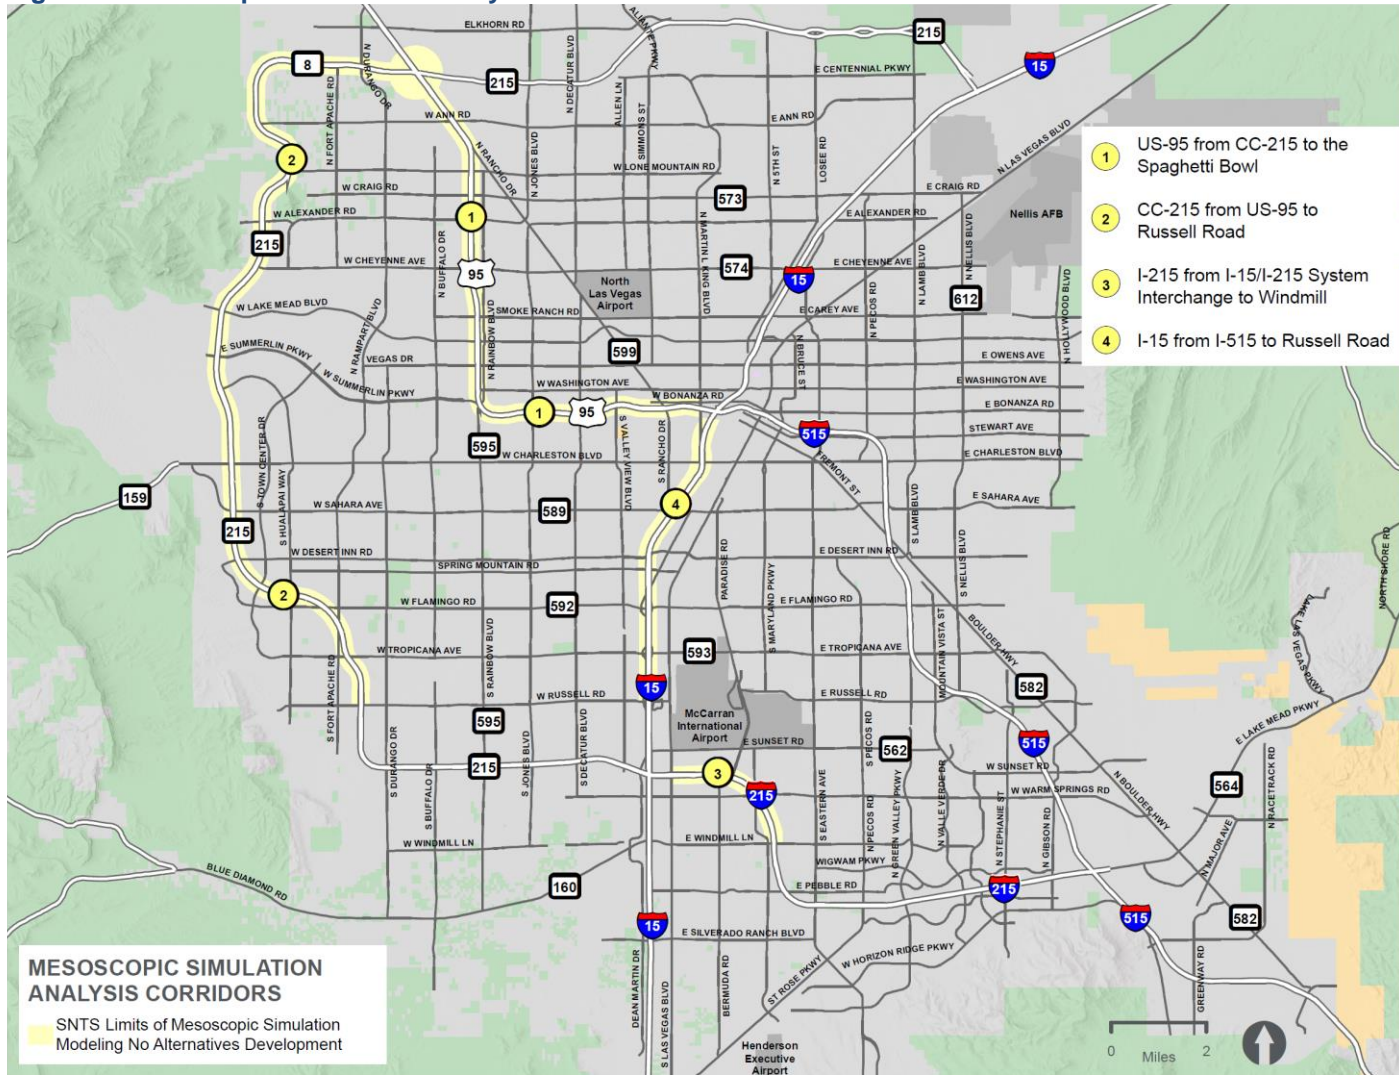 ELKHORN RD
ALIANTE PKWY
215
15
8
N DURANGO DR
215
N DECATUR BLVD
E CENTENNIAL PKWY
N FORT APACHE RD
ALLEN LN
SIMMONS ST
W ANN RD
E ANN RD
N LAS VEGAS BLVD
N RANCHO DR
N JONES BLVD
N 5TH ST
LOSEE RD
1
US-95 from CC-215 to the
Spaghetti Bowl
2
CC-215 from US-95 to
Russell Road
3
I-215 from I-15/I-215 System
Interchange to Windmill
4
I-15 from I-515 to Russell Road
2
W LONE MOUNTAIN RD
W CRAIG RD
573
E CRAIG RD
W ALEXANDER RD
1
E ALEXANDER RD
Nellis AFB
215
N BUFFALO DR
N MARTIN L KING BLVD
N LAMB BLVD
N NELLIS BLVD
W CHEYENNE AVE
95
574
15
E CHEYENNE AVE
North
Las Vegas
Airport
N PECOS RD
612
N HOLLYWOOD BLVD
W LAKE MEAD BLVD
N RAMPART BLVD
N RAINBOW BLVD
SMOKE RANCH RD
E CAREY AVE
E SUMMERLIN PKWY
VEGAS DR
599
N BRUCE ST
E OWENS AVE
W SUMMERLIN PKWY
W WASHINGTON AVE
E WASHINGTON AVE
W BONANZA RD
E BONANZA RD
1
95
515
STEWART AVE
595
S VALLEY VIEW BLVD
S RANCHO DR
W CHARLESTON BLVD
FREMONT ST
E CHARLESTON BLVD
S TOWN CENTER DR
S HUALAPAI WAY
159
W SAHARA AVE
589
4
E SAHARA AVE
215
S LAMB BLVD
S NELLIS BLVD
W DESERT INN RD
E DESERT INN RD
SPRING MOUNTAIN RD
PARADISE RD
S MARYLAND PKWY
NORTH SHORE RD
2
W FLAMINGO RD
592
E FLAMINGO RD
MOUNTAIN VISTA ST
BOULDER HWY
LAKE LAS VEGAS PKWY
W TROPICANA AVE
593
E TROPICANA AVE
S FORT APACHE RD
S RAINBOW BLVD
15
W RUSSELL RD
E RUSSELL RD
582
McCarran
International
Airport
595
S DECATUR BLVD
S PECOS RD
E LAKE MEAD PKWY
S DURANGO DR
S JONES BLVD
E SUNSET RD
562
515
215
3
W SUNSET RD
S BUFFALO DR
215
S EASTERN AVE
N PECOS RD
N GREEN VALLEY PKWY
N VALLE VERDE DR
N STEPHANIE ST
N GIBSON RD
W WARM SPRINGS RD
N BOULDER HWY
564
N RACETRACK RD
W WINDMILL LN
E WINDMILL LN
N MAJOR AVE
WIGWAM PKWY
BLUE DIAMOND RD
160
E PEBBLE RD
215
15
E SILVERADO RANCH BLVD
515
582
DEAN MARTIN DR
S LAS VEGAS BLVD
BERMUDA RD
ST ROSE PKWY
W HORIZON RIDGE PKWY
GREENWAY RD
MESOSCOPIC SIMULATION
ANALYSIS CORRIDORS
SNTS Limits of Mesoscopic Simulation
Modeling No Alternatives Development
Henderson
Executive
Airport
0 Miles 2